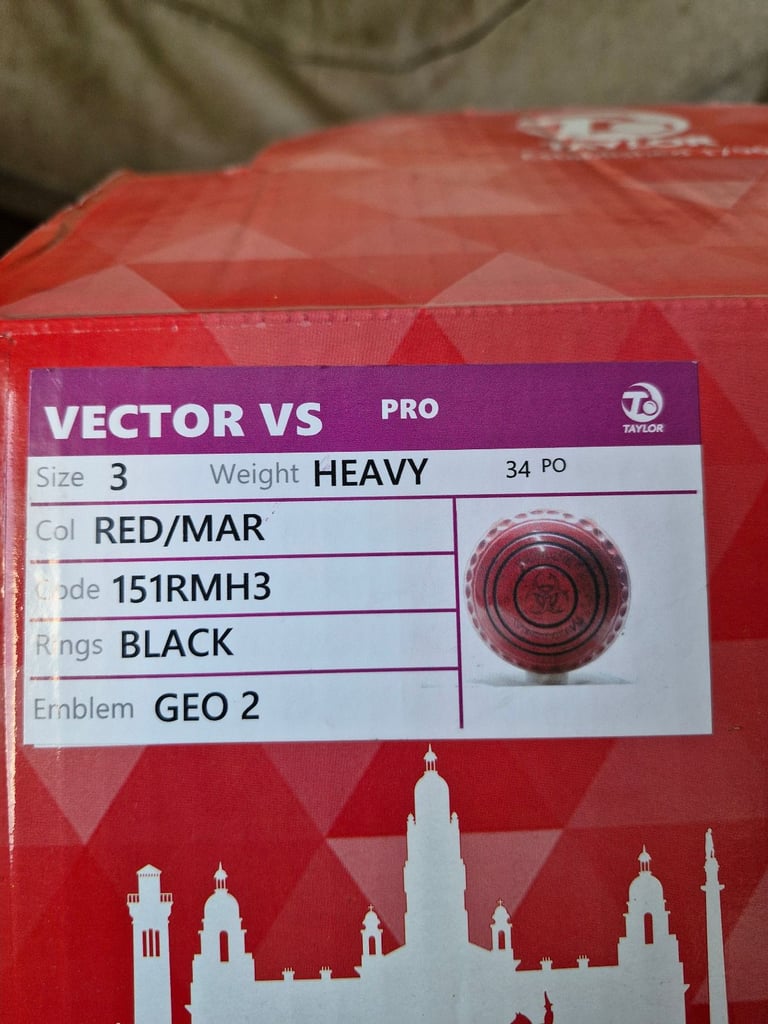 TAYLOR
VECTOR VS PRO
TAYLOR
Size 3 Weight HEAVY 34 PO
Col RED/MAR
Code 151RMH3
Rings BLACK
Emblem GEO 2